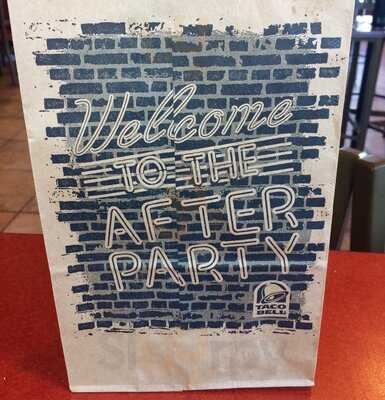 Welcome
TO THE
AFTER
PARTY
TACO
BELL